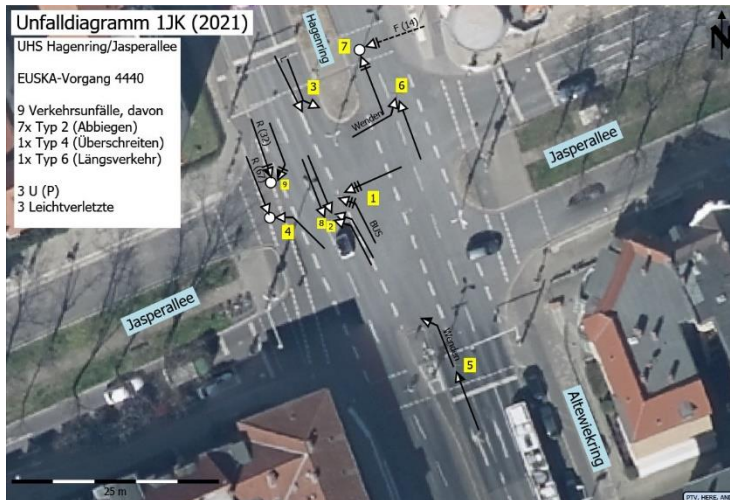 Unfalldiagramm 1JK (2021)
UHS Hagenring/Jasperallee
EUSKA-Vorgang 4440
9 Verkehrsunfälle, davon
7x Typ 2 (Abbiegen)
1x Typ 4 (Überschreiten)
1x Typ 6 (Längsverkehr)
3 U (P)
3 Leichtverletzte
Hagenring
7
F (14)
N
3
6
Wenden
R (32)
Jasperallee
R (67)
9
1
8
2
BUS
4
Jasperallee
Wenden
5
Altewiekring
25 m
PTV, HERE, AND